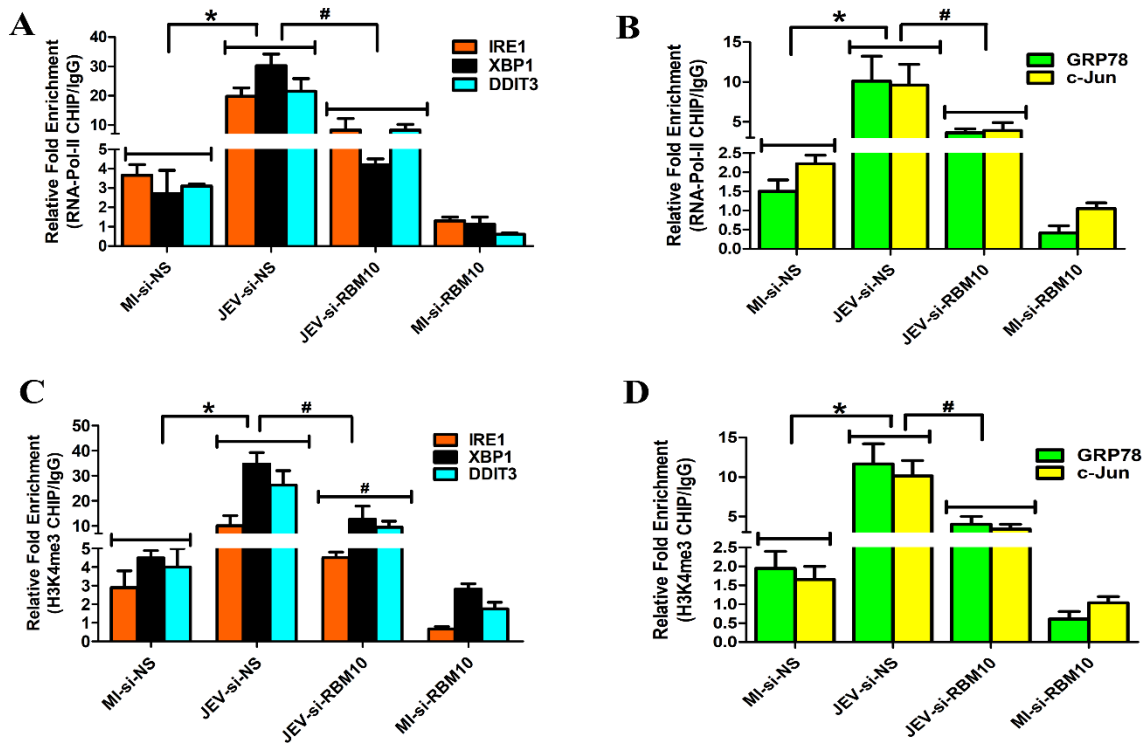 A
Relative Fold Enrichment
(RNA-Pol-II CHIP/IgG)
40
30
20
10
4
3
2
1
0
*
#
IRE1
XBP1
DDIT3
MI-si-NS
JEV-si-NS
JEV-si-RBM10
MI-si-RBM10
B
Relative Fold Enrichment
(RNA-Pol-II CHIP/IgG)
15
10
5
2.5
2.0
1.5
1.0
0.5
0.0
*
#
GRP78
c-Jun
MI-si-NS
JEV-si-NS
JEV-si-RBM10
MI-si-RBM10
C
Relative Fold Enrichment
(H3K4me3 CHIP/IgG)
50
40
30
20
10
5
4
3
2
1
0
*
#
#
IRE1
XBP1
DDIT3
MI-si-NS
JEV-si-NS
JEV-si-RBM10
MI-si-RBM10
D
Relative Fold Enrichment
(H3K4me3 CHIP/IgG)
15
10
5
2.0
1.5
1.0
0.5
0.0
*
#
GRP78
c-Jun
MI-si-NS
JEV-si-NS
JEV-si-RBM10
MI-si-RBM10